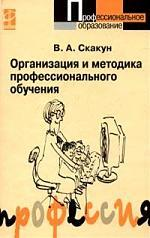 Профессиональное
образование
В. А. Скакун
Организация и методика
профессионального
обучения
профессия